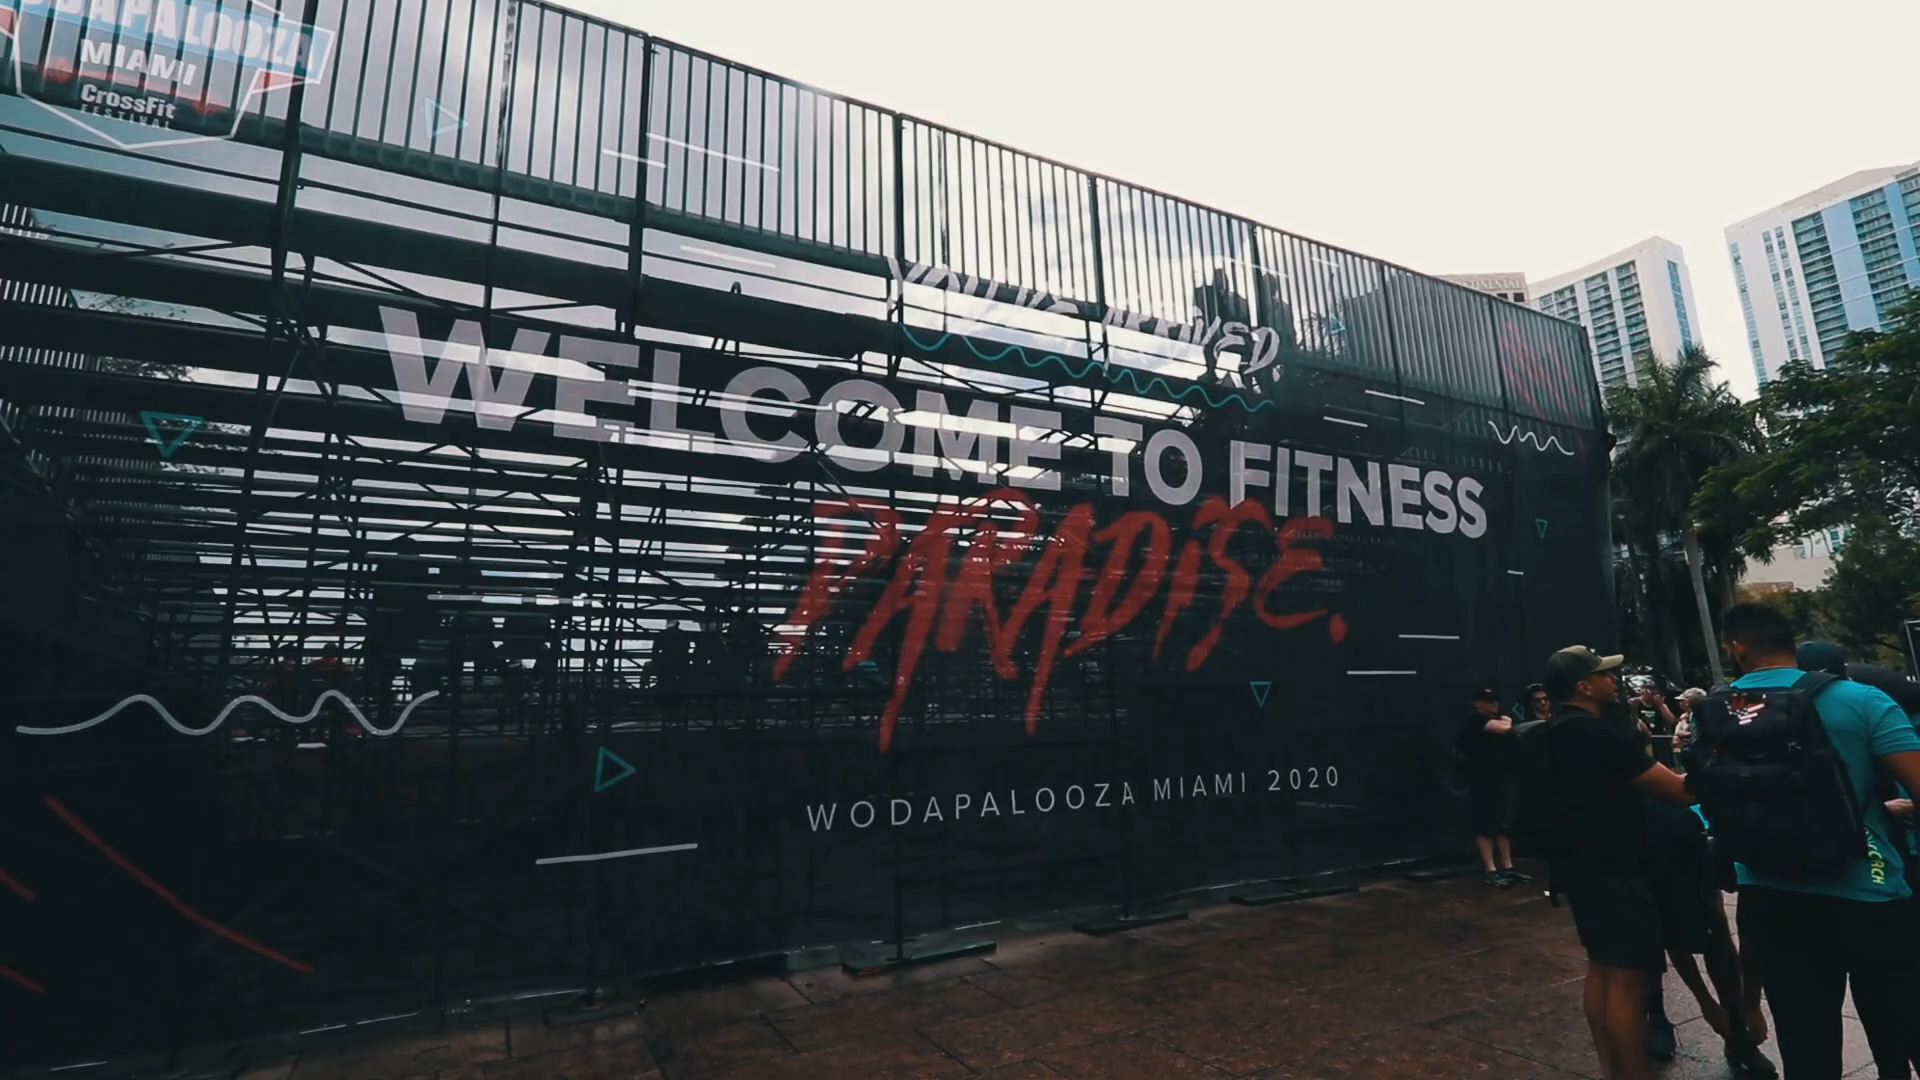 WODAPALOOZA
MIAMI
CrossFit
FESTIVAL
YOU'VE ARRIVED
WELCOME TO FITNESS
PARADISE.
WODAPALOOZA MIAMI 2020